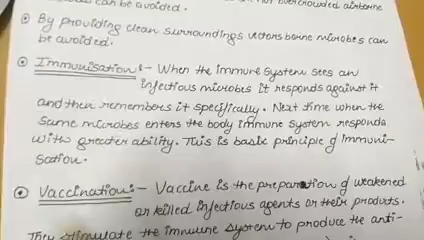 can be avoided. not overcrowded airborne
⊙ By providing clean surroundings vectors borne microbes can
be avoided.
⊙ Immunisation :- When the immune system sees an
infectious microbes it responds against it
and then remembers it specifically. Next time when the
same microbes enters the body immune system responds
with greater ability. This is basic principle of Immuni-
sation.
⊙ Vaccination :- Vaccine is the preparation of weakened
or killed infectious agents or their products.
They stimulate the immune system to produce the anti-